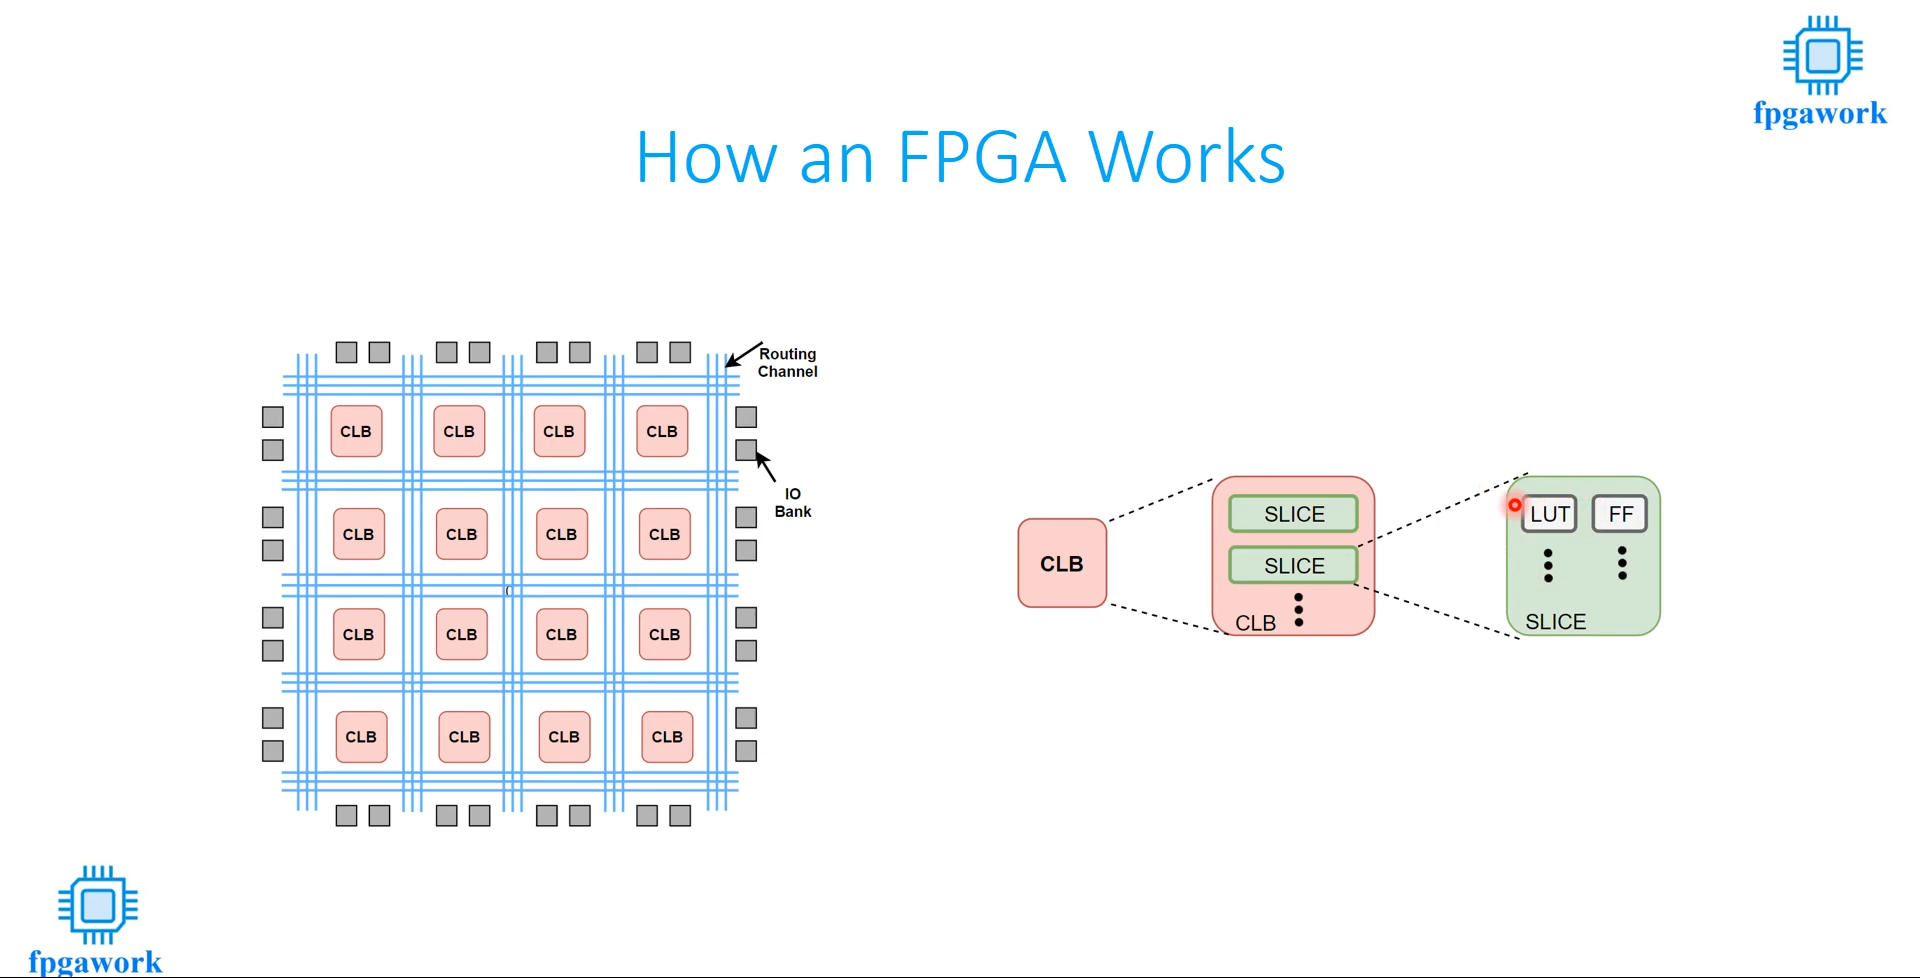 fpgawork
How an FPGA Works
Routing
Channel
CLB CLB CLB CLB
IO
Bank
CLB CLB CLB CLB
CLB CLB CLB CLB
CLB CLB CLB CLB
CLB
SLICE
SLICE
CLB
LUT FF
SLICE
fpgawork